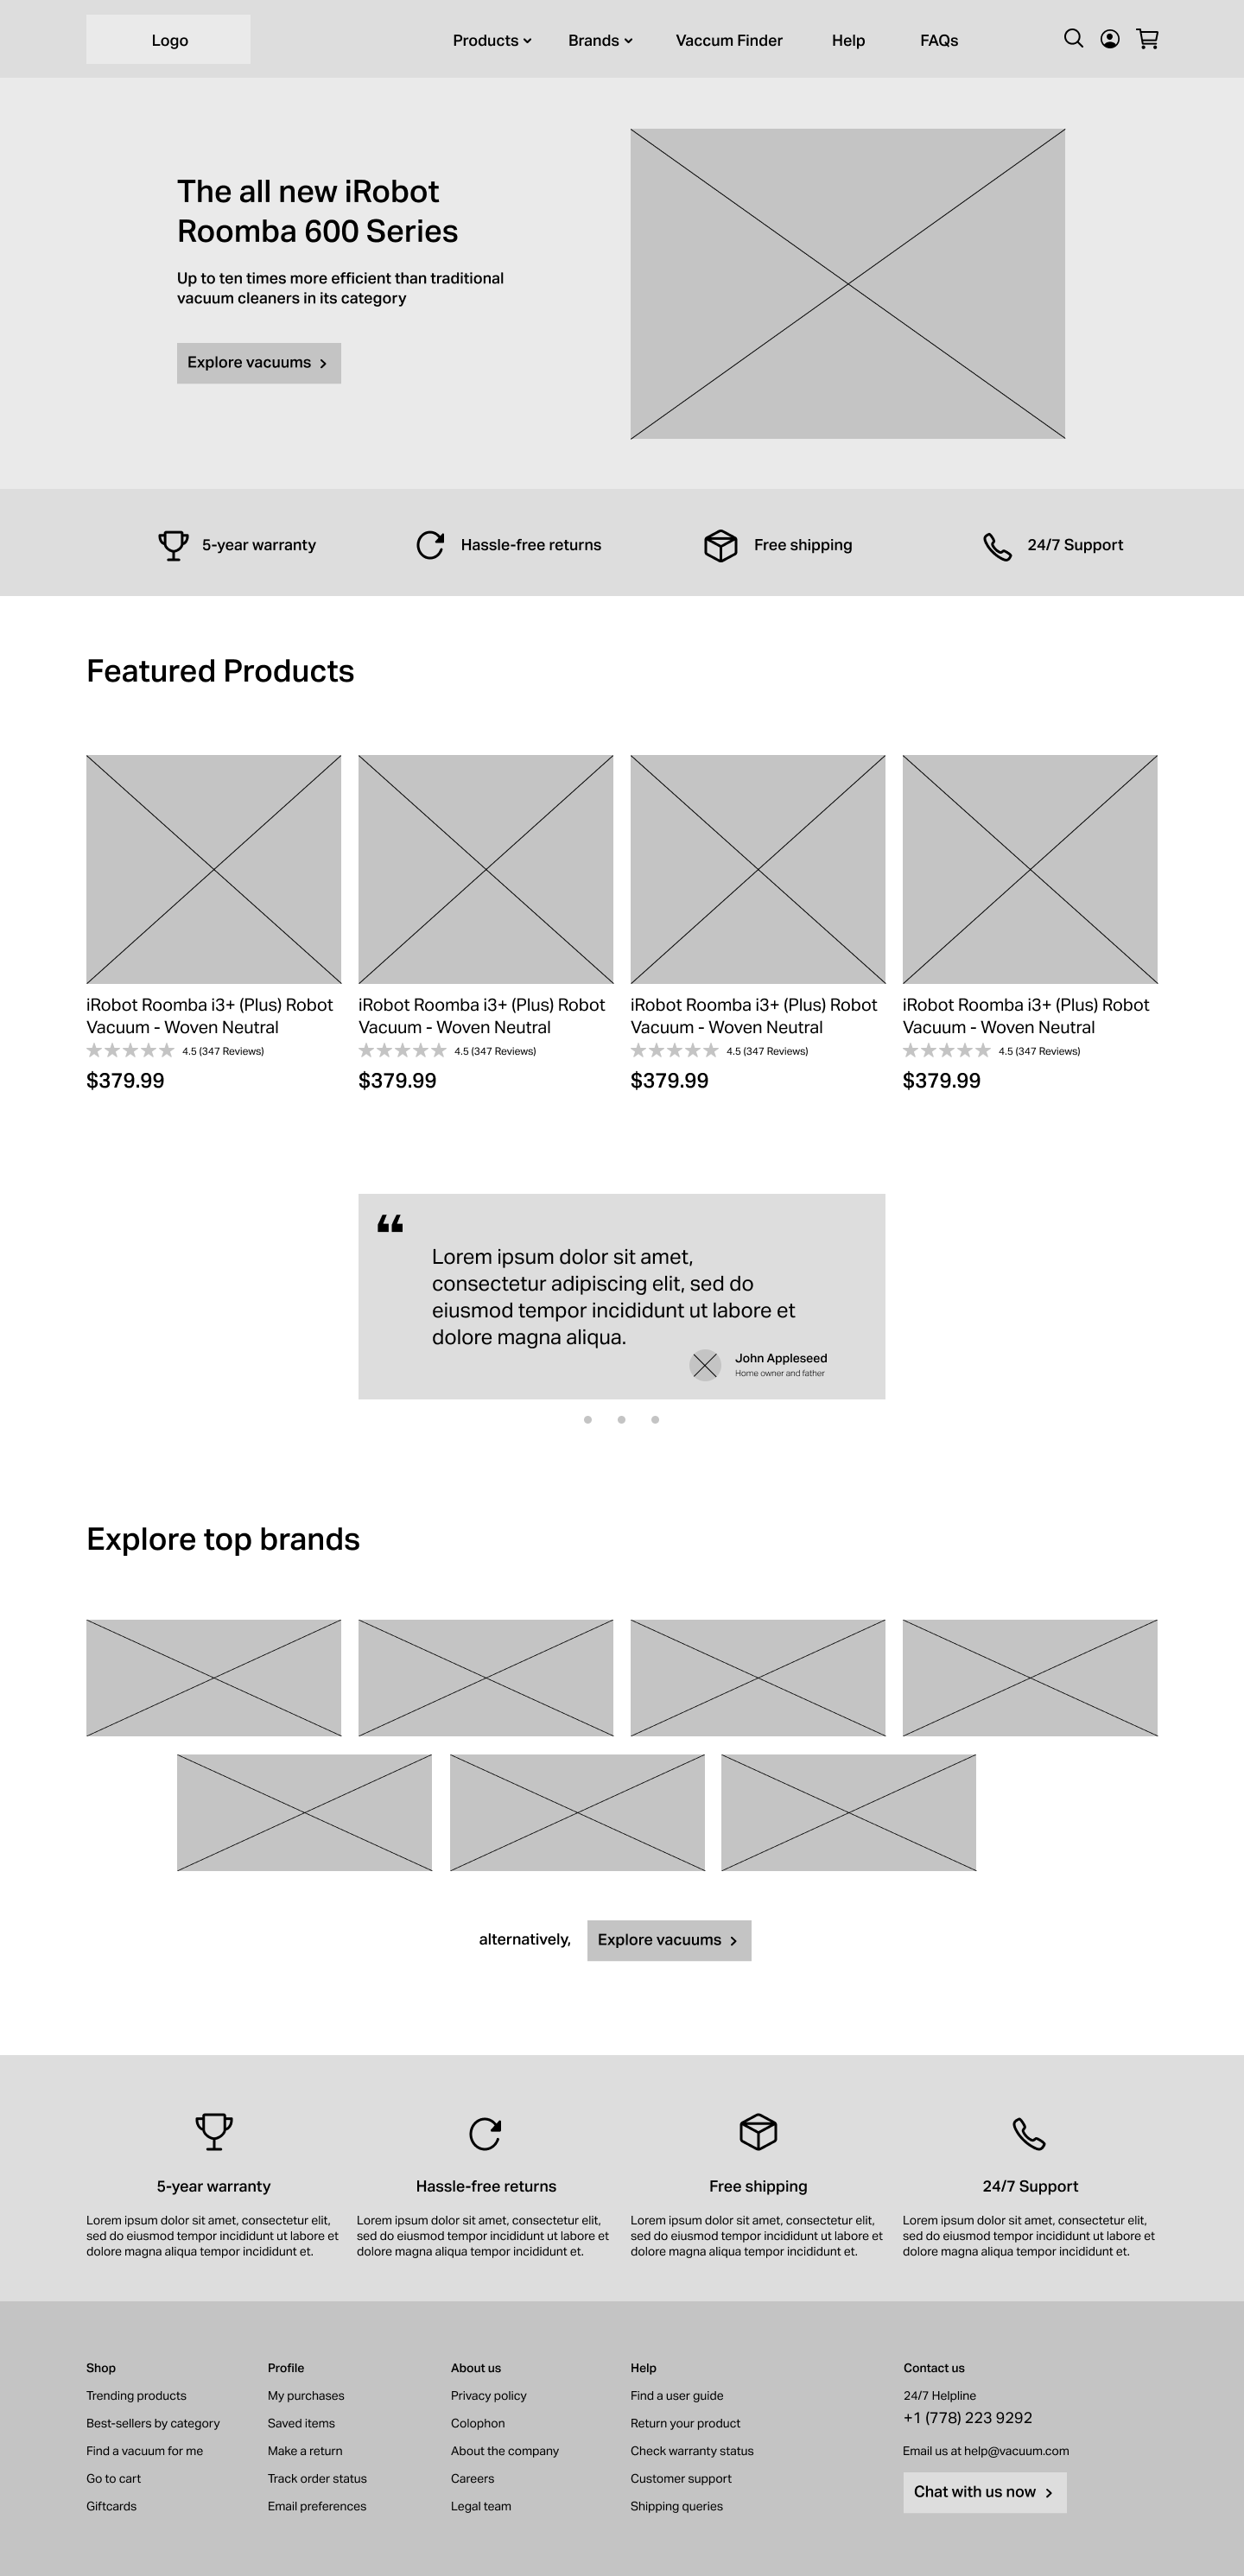 Logo
Products
Brands
Vaccum Finder
Help
FAQs
The all new iRobot
Roomba 600 Series
Up to ten times more efficient than traditional
vacuum cleaners in its category
Explore vacuums
5-year warranty
Hassle-free returns
Free shipping
24/7 Support
Featured Products
iRobot Roomba i3+ (Plus) Robot
Vacuum - Woven Neutral
4.5 (347 Reviews)
$379.99
iRobot Roomba i3+ (Plus) Robot
Vacuum - Woven Neutral
4.5 (347 Reviews)
$379.99
iRobot Roomba i3+ (Plus) Robot
Vacuum - Woven Neutral
4.5 (347 Reviews)
$379.99
iRobot Roomba i3+ (Plus) Robot
Vacuum - Woven Neutral
4.5 (347 Reviews)
$379.99
“
Lorem ipsum dolor sit amet,
consectetur adipiscing elit, sed do
eiusmod tempor incididunt ut labore et
dolore magna aliqua.
John Appleseed
Home owner and father
Explore top brands
alternatively,
Explore vacuums
5-year warranty
Lorem ipsum dolor sit amet, consectetur elit,
sed do eiusmod tempor incididunt ut labore et
dolore magna aliqua tempor incididunt et.
Hassle-free returns
Lorem ipsum dolor sit amet, consectetur elit,
sed do eiusmod tempor incididunt ut labore et
dolore magna aliqua tempor incididunt et.
Free shipping
Lorem ipsum dolor sit amet, consectetur elit,
sed do eiusmod tempor incididunt ut labore et
dolore magna aliqua tempor incididunt et.
24/7 Support
Lorem ipsum dolor sit amet, consectetur elit,
sed do eiusmod tempor incididunt ut labore et
dolore magna aliqua tempor incididunt et.
Shop
Trending products
Best-sellers by category
Find a vacuum for me
Go to cart
Giftcards
Profile
My purchases
Saved items
Make a return
Track order status
Email preferences
About us
Privacy policy
Colophon
About the company
Careers
Legal team
Help
Find a user guide
Return your product
Check warranty status
Customer support
Shipping queries
Contact us
24/7 Helpline
+1 (778) 223 9292
Email us at help@vacuum.com
Chat with us now